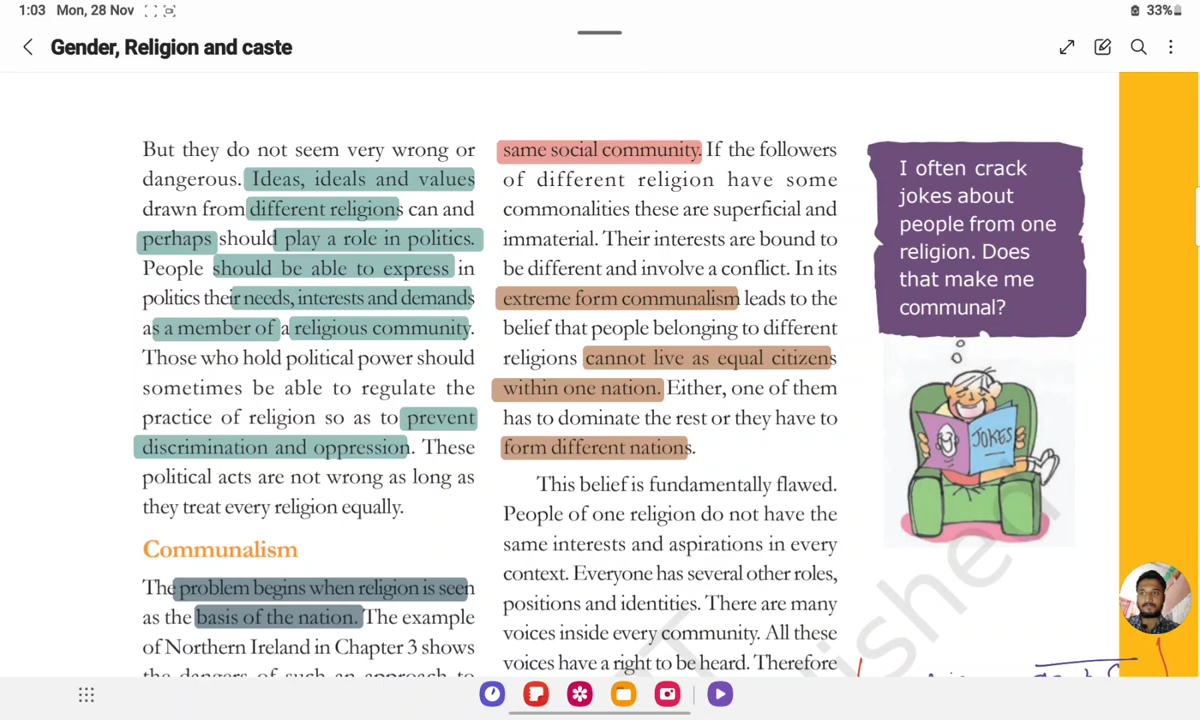 1:03 Mon, 28 Nov
33%
Gender, Religion and caste
But they do not seem very wrong or
dangerous. Ideas, ideals and values
drawn from different religions can and
perhaps should play a role in politics.
People should be able to express in
politics their needs, interests and demands
as a member of a religious community.
Those who hold political power should
sometimes be able to regulate the
practice of religion so as to prevent
discrimination and oppression. These
political acts are not wrong as long as
they treat every religion equally.
Communalism
The problem begins when religion is seen
as the basis of the nation. The example
of Northern Ireland in Chapter 3 shows
the dangers of such an approach to
same social community. If the followers
of different religion have some
commonalities these are superficial and
immaterial. Their interests are bound to
be different and involve a conflict. In its
extreme form communalism leads to the
belief that people belonging to different
religions cannot live as equal citizens
within one nation. Either, one of them
has to dominate the rest or they have to
form different nations.
This belief is fundamentally flawed.
People of one religion do not have the
same interests and aspirations in every
context. Everyone has several other roles,
positions and identities. There are many
voices inside every community. All these
voices have a right to be heard. Therefore
I often crack
jokes about
people from one
religion. Does
that make me
communal?
JOKES